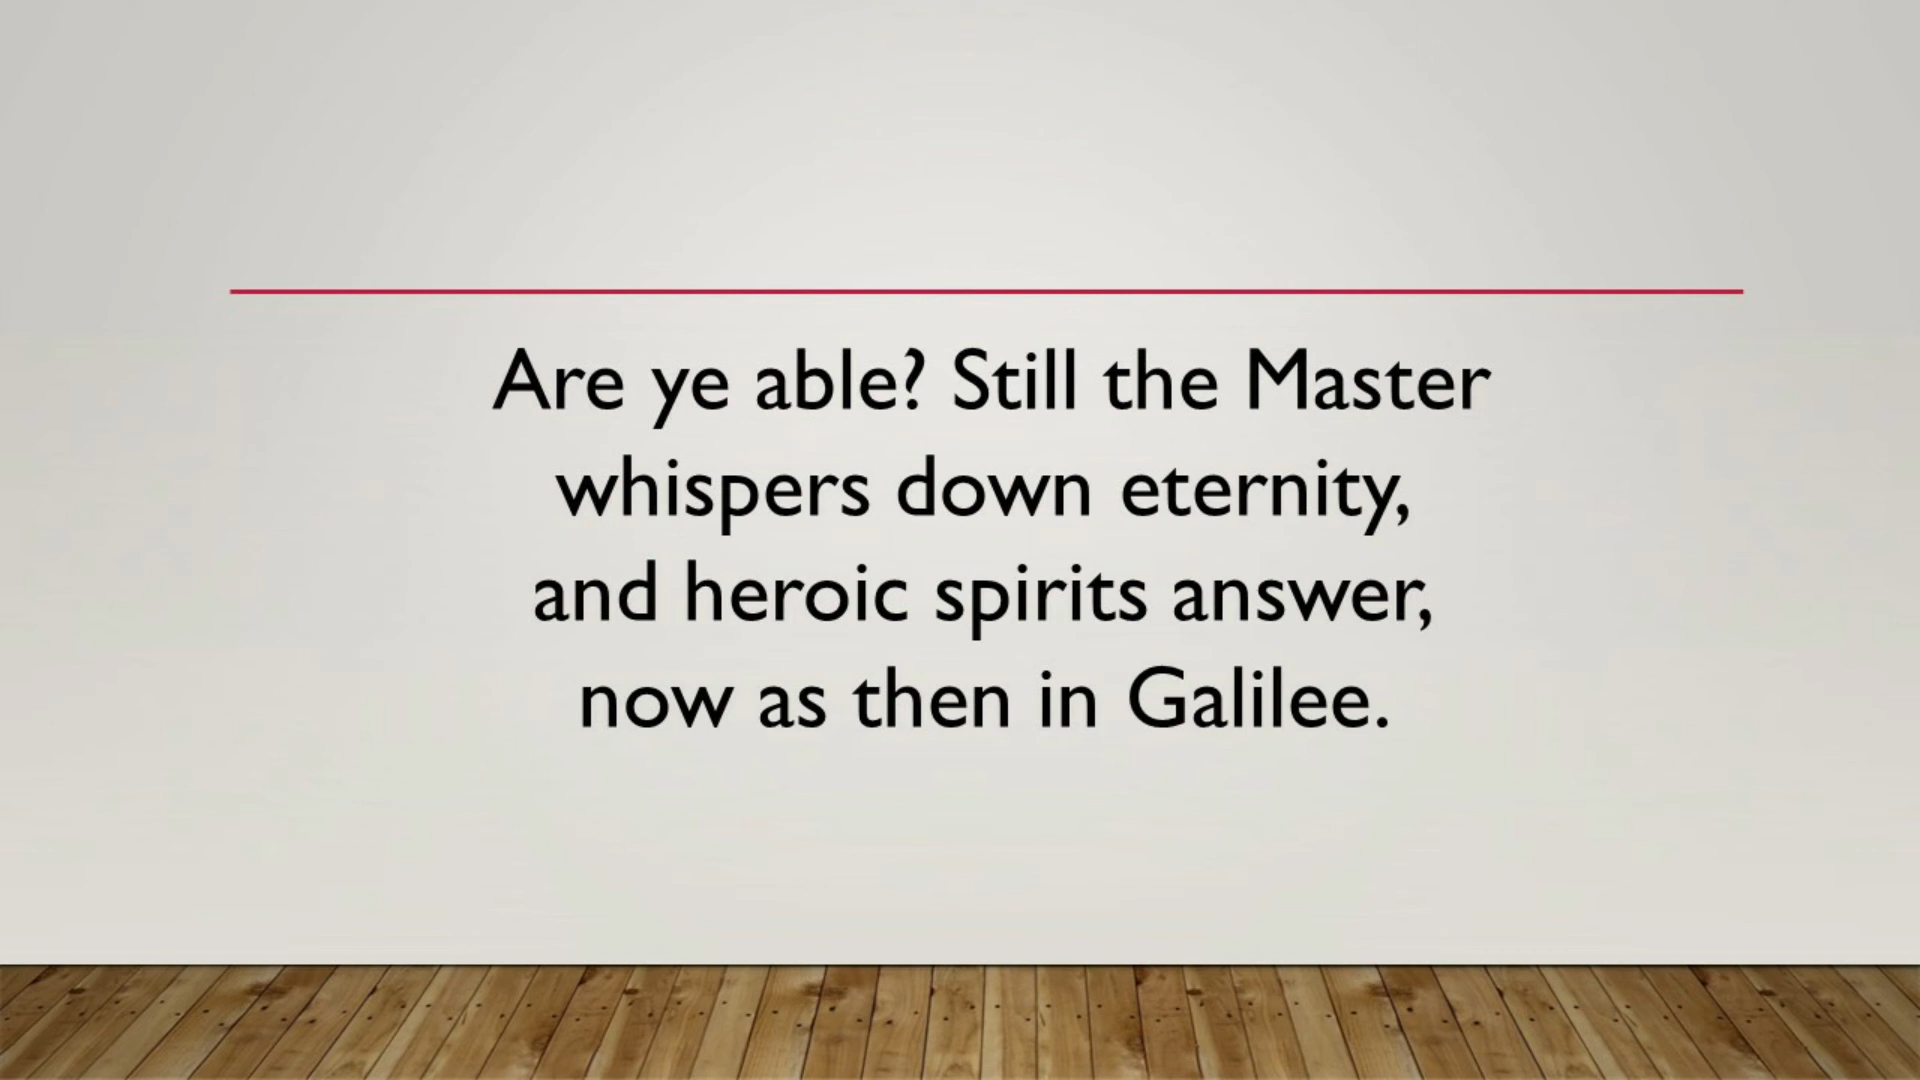 Are ye able? Still the Master
whispers down eternity,
and heroic spirits answer,
now as then in Galilee.